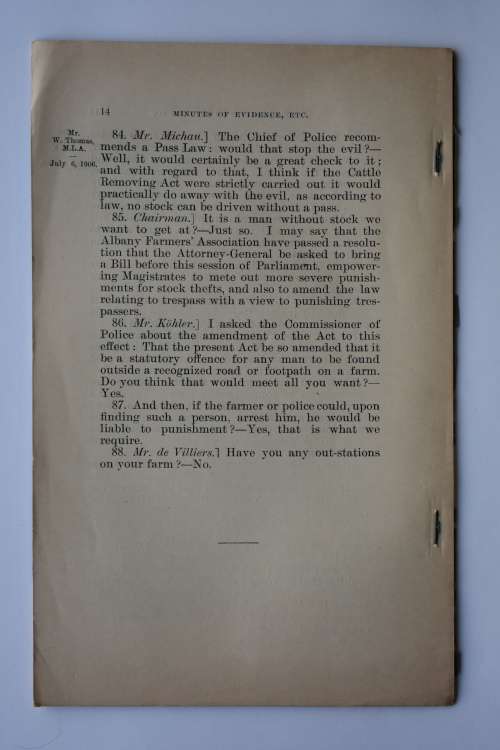 14 MINUTES OF EVIDENCE, ETC.
Mr.
W. Thomas,
M.L.A.
—
July 6, 1906.
84. Mr. Michau.] The Chief of Police recom-
mends a Pass Law: would that stop the evil?—
Well, it would certainly be a great check to it;
and with regard to that, I think if the Cattle
Removing Act were strictly carried out it would
practically do away with the evil, as according to
law, no stock can be driven without a pass.
85. Chairman.] It is a man without stock we
want to get at?—Just so. I may say that the
Albany Farmers' Association have passed a resolu-
tion that the Attorney-General be asked to bring
a Bill before this session of Parliament, empower-
ing Magistrates to mete out more severe punish-
ments for stock thefts, and also to amend the law
relating to trespass with a view to punishing tres-
passers.
86. Mr. Köhler.] I asked the Commissioner of
Police about the amendment of the Act to this
effect: That the present Act be so amended that it
be a statutory offence for any man to be found
outside a recognized road or footpath on a farm.
Do you think that would meet all you want?—
Yes.
87. And then, if the farmer or police could, upon
finding such a person, arrest him, he would be
liable to punishment?—Yes, that is what we
require.
88. Mr. de Villiers.] Have you any out-stations
on your farm?—No.